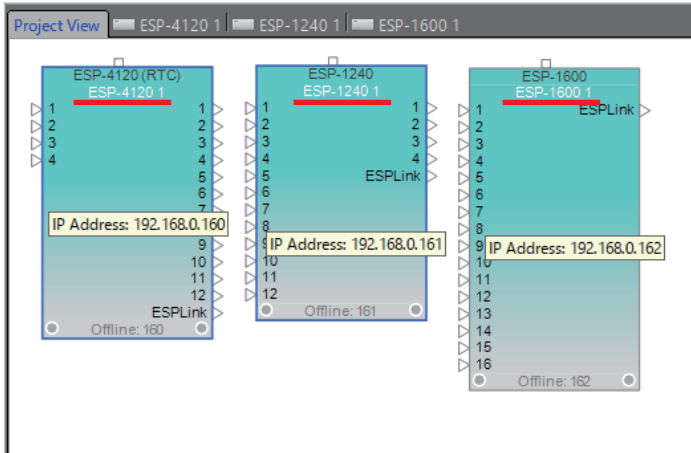 Project View ESP-4120 1 ESP-1240 1 ESP-1600 1
ESP-4120 (RTC)
ESP-4120 1
1 1
2 2
3 3
4 4
5
6
7
IP Address: 192.168.0.160
9
10
11
12
ESPLink
Offline: 160
ESP-1240
ESP-1240 1
1 1
2 2
3 3
4 4
5 ESPLink
6
7
8
9 IP Address: 192.168.0.161
10
11
12
Offline: 161
ESP-1600
ESP-1600 1
1 ESPLink
2
3
4
5
6
7
8
9 IP Address: 192.168.0.162
10
11
12
13
14
15
16
Offline: 162